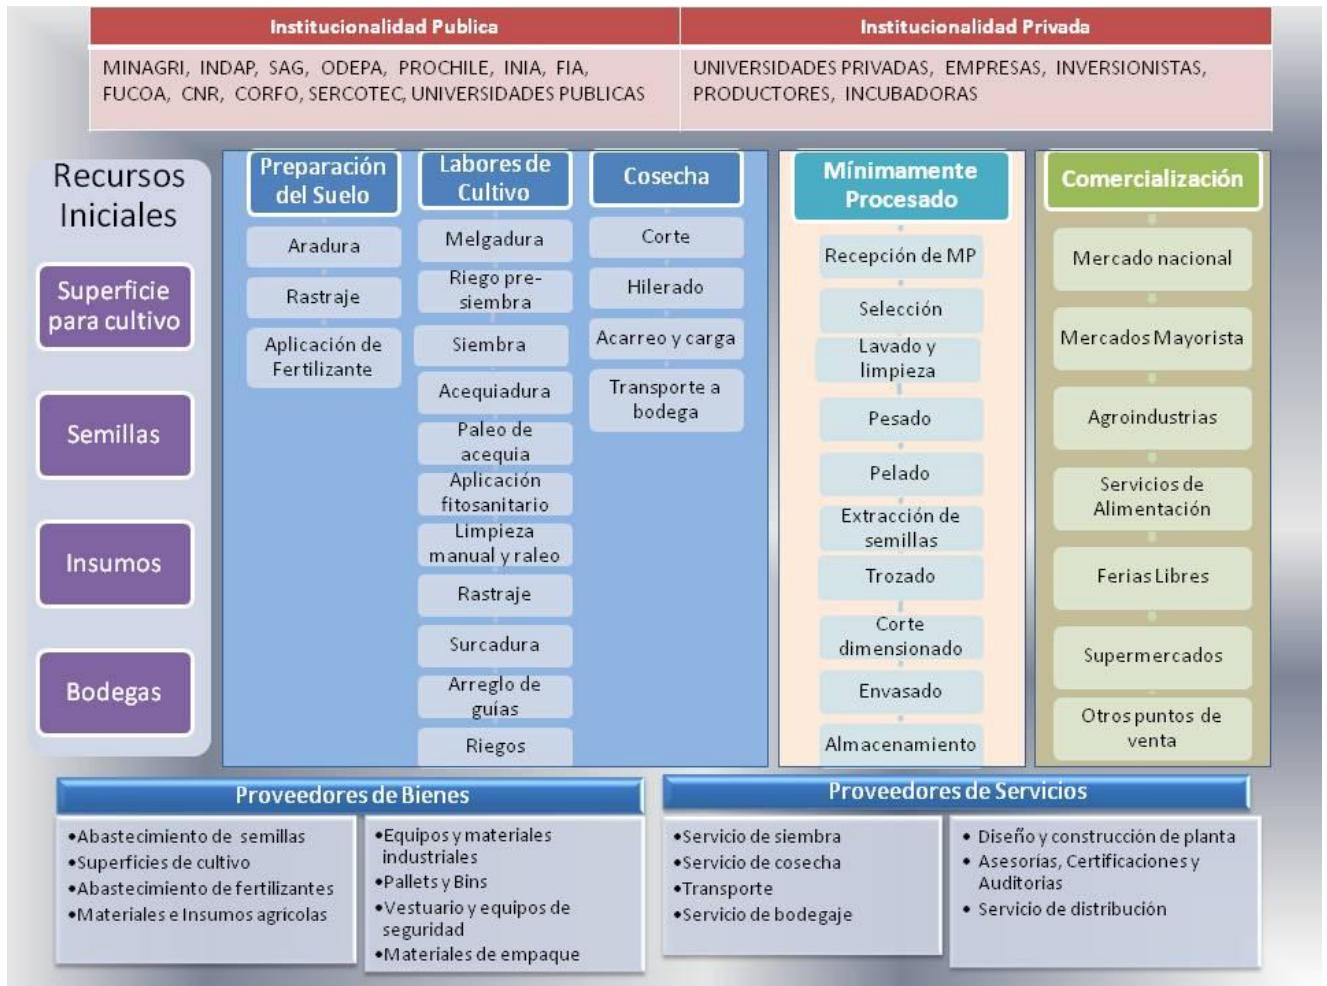 Institucionalidad Publica
Institucionalidad Privada
MINAGRI, INDAP, SAG, ODEPA, PROCHILE, INIA, FIA,
FUCOA, CNR, CORFO, SERCOTEC, UNIVERSIDADES PUBLICAS
UNIVERSIDADES PRIVADAS, EMPRESAS, INVERSIONISTAS,
PRODUCTORES, INCUBADORAS
Recursos
Iniciales
Superficie
para cultivo
Semillas
Insumos
Bodegas
Preparación
del Suelo
Aradura
Rastraje
Aplicación de
Fertilizante
Labores de
Cultivo
Melgadura
Riego pre-
siembra
Siembra
Acequiadura
Paleo de
acequia
Aplicación
fitosanitario
Limpieza
manual y raleo
Rastraje
Surcadura
Arreglo de
guías
Riegos
Cosecha
Corte
Hilerado
Acarreo y carga
Transporte a
bodega
Mínimamente
Procesado
Recepción de MP
Selección
Lavado y
limpieza
Pesado
Pelado
Extracción de
semillas
Trozado
Corte
dimensionado
Envasado
Almacenamiento
Comercialización
Mercado nacional
Mercados Mayorista
Agroindustrias
Servicios de
Alimentación
Ferias Libres
Supermercados
Otros puntos de
venta
Proveedores de Bienes
•Abastecimiento de semillas
•Superficies de cultivo
•Abastecimiento de fertilizantes
•Materiales e Insumos agrícolas
•Equipos y materiales
industriales
•Pallets y Bins
•Vestuario y equipos de
seguridad
•Materiales de empaque
Proveedores de Servicios
•Servicio de siembra
•Servicio de cosecha
•Transporte
•Servicio de bodegaje
• Diseño y construcción de planta
• Asesorías, Certificaciones y
Auditorias
• Servicio de distribución